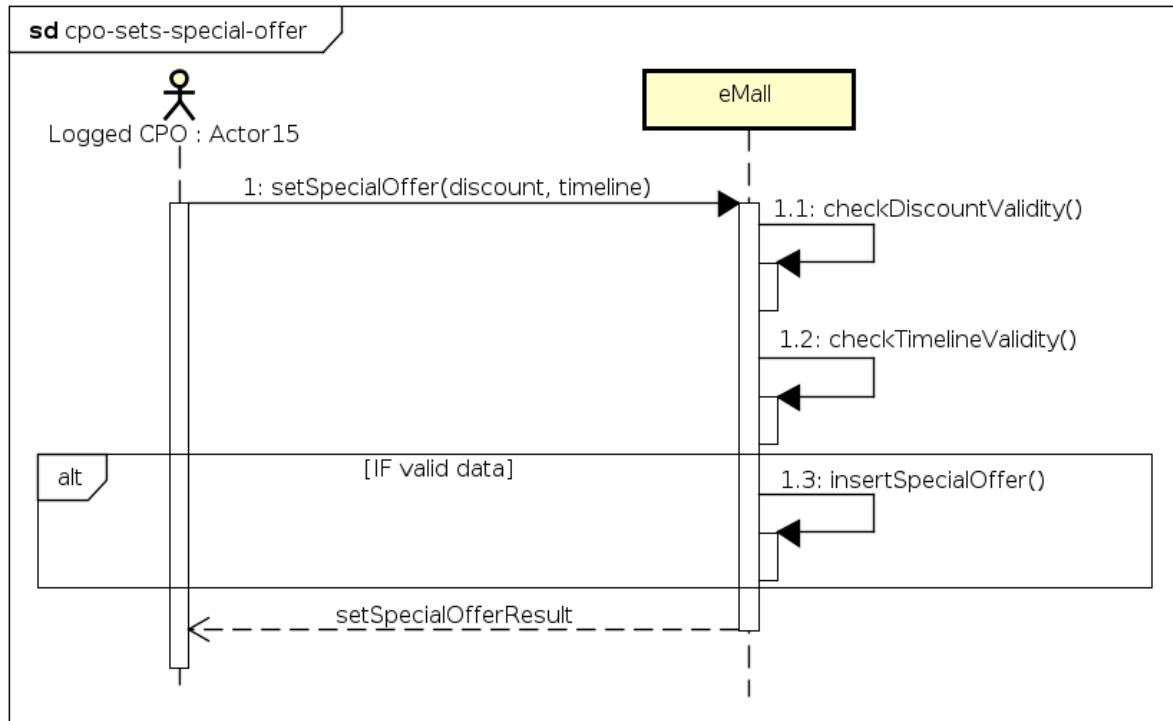 sd cpo-sets-special-offer
eMall
Logged CPO : Actor15
1: setSpecialOffer(discount, timeline)
1.1: checkDiscountValidity()
1.2: checkTimelineValidity()
alt
[IF valid data]
1.3: insertSpecialOffer()
setSpecialOfferResult